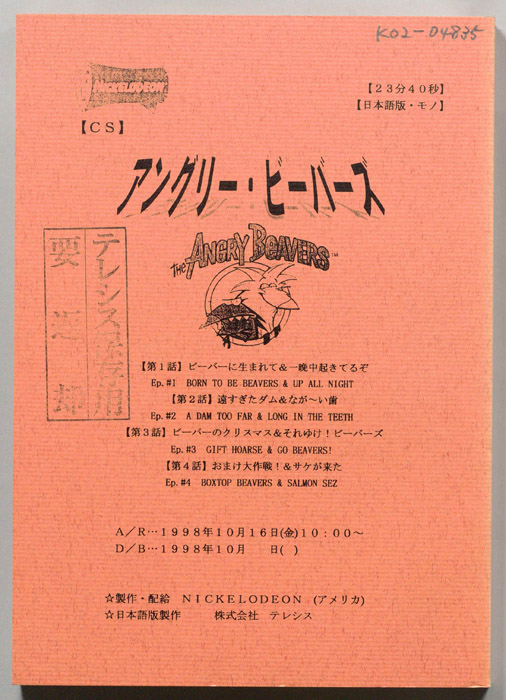 K02-04835
NICKELODEON
【23分40秒】
【日本語版・モノ】
【CS】
アングリー・ビーバーズ
THE ANGRY BEAVERS™
テレシス保存用
要返却
【第1話】ビーバーに生まれて&一晩中起きてるぞ
Ep.#1 BORN TO BE BEAVERS & UP ALL NIGHT
【第2話】遠すぎたダム&なが〜い歯
Ep.#2 A DAM TOO FAR & LONG IN THE TEETH
【第3話】ビーバーのクリスマス&それゆけ!ビーバーズ
Ep.#3 GIFT HOARSE & GO BEAVERS!
【第4話】おまけ大作戦!&サケが来た
Ep.#4 BOXTOP BEAVERS & SALMON SEZ
A/R…1998年10月16日(金)10:00〜
D/B…1998年10月 日( )
☆製作・配給 NICKELODEON (アメリカ)
☆日本語版製作 株式会社 テレシス